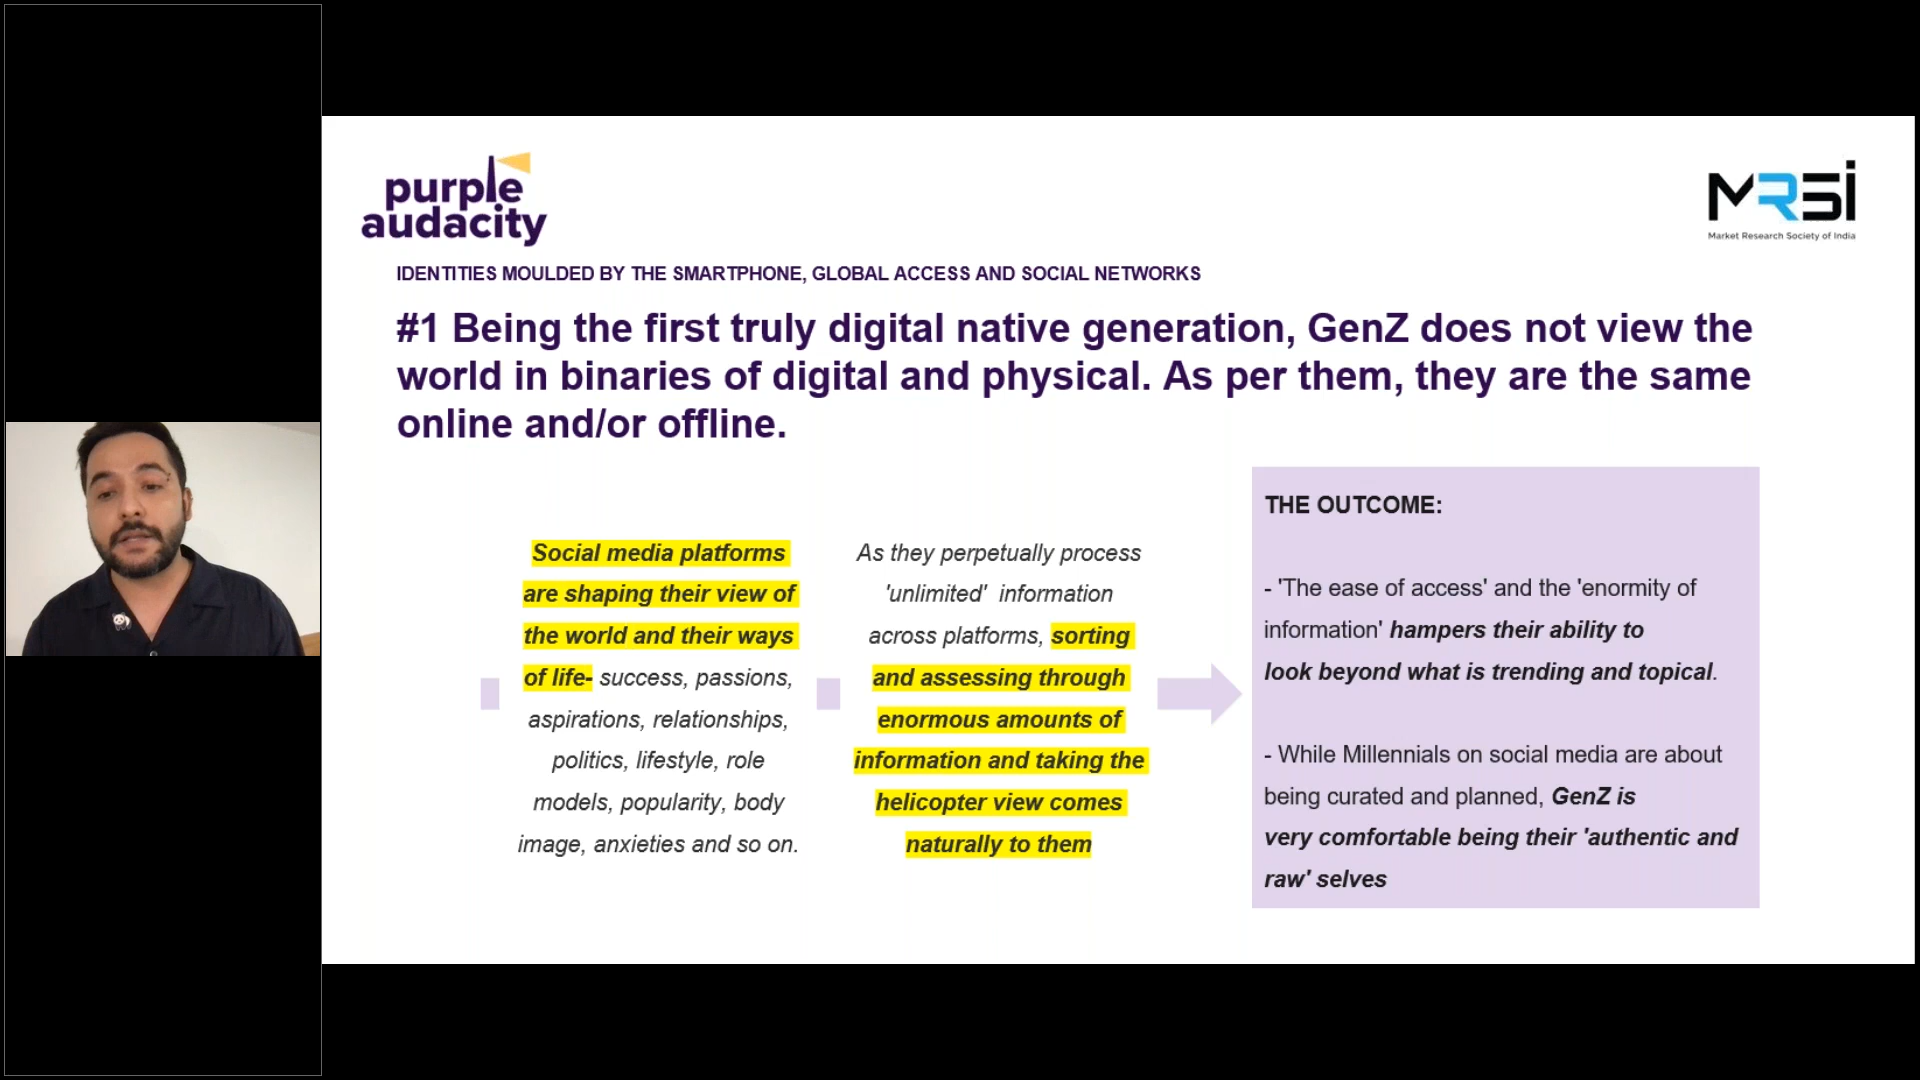 purple
audacity
MRSI
Market Research Society of India
IDENTITIES MOULDED BY THE SMARTPHONE, GLOBAL ACCESS AND SOCIAL NETWORKS
#1 Being the first truly digital native generation, GenZ does not view the
world in binaries of digital and physical. As per them, they are the same
online and/or offline.
Social media platforms
are shaping their view of
the world and their ways
of life- success, passions,
aspirations, relationships,
politics, lifestyle, role
models, popularity, body
image, anxieties and so on.
As they perpetually process
'unlimited' information
across platforms, sorting
and assessing through
enormous amounts of
information and taking the
helicopter view comes
naturally to them
THE OUTCOME:
- 'The ease of access' and the 'enormity of
information' hampers their ability to
look beyond what is trending and topical.
- While Millennials on social media are about
being curated and planned, GenZ is
very comfortable being their 'authentic and
raw' selves